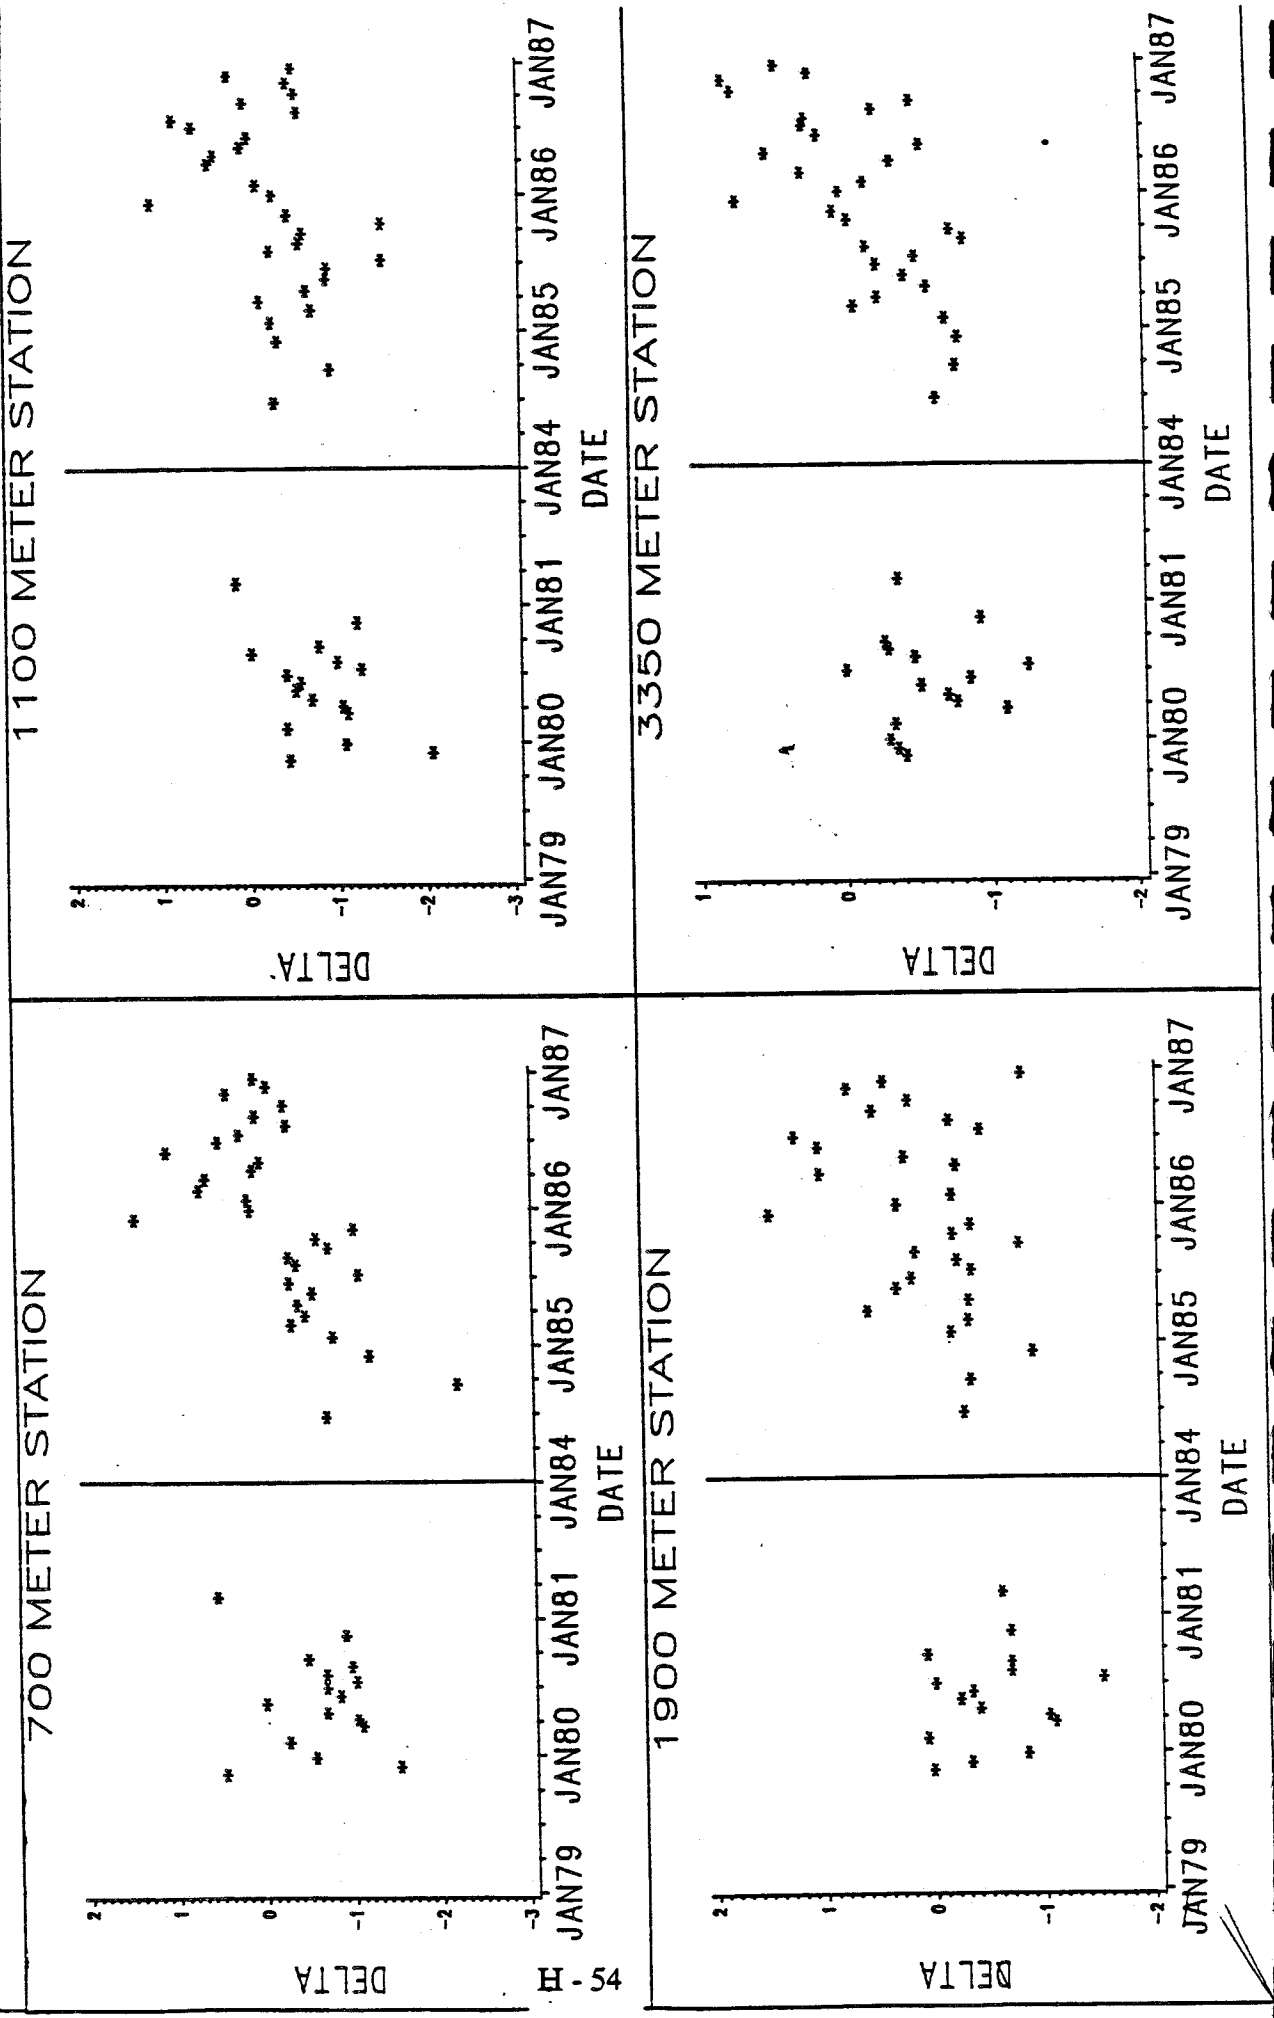 700 METER STATION
DELTA
2
1
0
-1
-2
-3
JAN79 JAN80 JAN81 JAN84 JAN85 JAN86 JAN87
DATE
1100 METER STATION
DELTA
2
1
0
-1
-2
-3
JAN79 JAN80 JAN81 JAN84 JAN85 JAN86 JAN87
DATE
1900 METER STATION
DELTA
2
1
0
-1
-2
JAN79 JAN80 JAN81 JAN84 JAN85 JAN86 JAN87
DATE
3350 METER STATION
DELTA
1
0
-1
-2
JAN79 JAN80 JAN81 JAN84 JAN85 JAN86 JAN87
DATE
H - 54